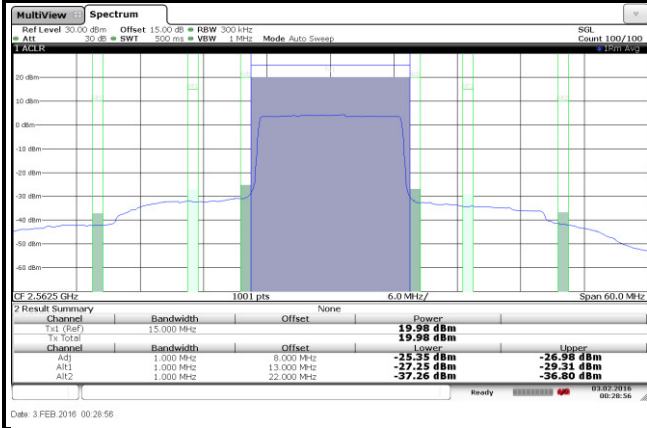 MultiView Spectrum
Ref Level 30.00 dBm Offset 15.00 dB RBW 300 kHz SGL
Att 30 dB SWT 500 ms VBW 1 MHz Mode Auto Sweep Count 100/100
1 ACLR 1Rm Avg
20 dBm
10 dBm
0 dBm
-10 dBm
-20 dBm
-30 dBm
-40 dBm
-50 dBm
-60 dBm
CF 2.5625 GHz 1001 pts 6.0 MHz/ Span 60.0 MHz
2 Result Summary None
Channel Bandwidth Offset Power
Tx1 (Ref) 15.000 MHz 19.98 dBm
Tx Total 19.98 dBm
Channel Bandwidth Offset Lower Upper
Adj 1.000 MHz 8.000 MHz -25.35 dBm -26.98 dBm
Alt1 1.000 MHz 13.000 MHz -27.25 dBm -29.31 dBm
Alt2 1.000 MHz 22.000 MHz -37.26 dBm -36.80 dBm
Ready 03.02.2016
00:28:56
Date: 3.FEB.2016 00:28:56